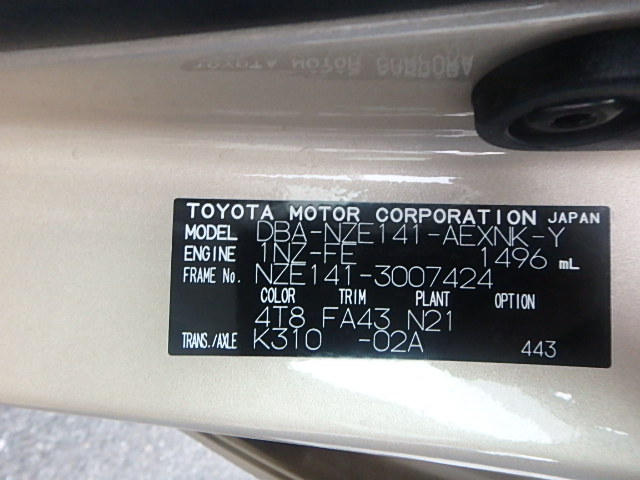 TOYOTA MOTOR CORPORATION JAPAN
MODEL DBA-NZE141-AEXNK-Y
ENGINE 1NZ-FE 1496 mL
FRAME No. NZE141-3007424
COLOR TRIM PLANT OPTION
4T8 FA43 N21
TRANS./AXLE K310 -02A 443